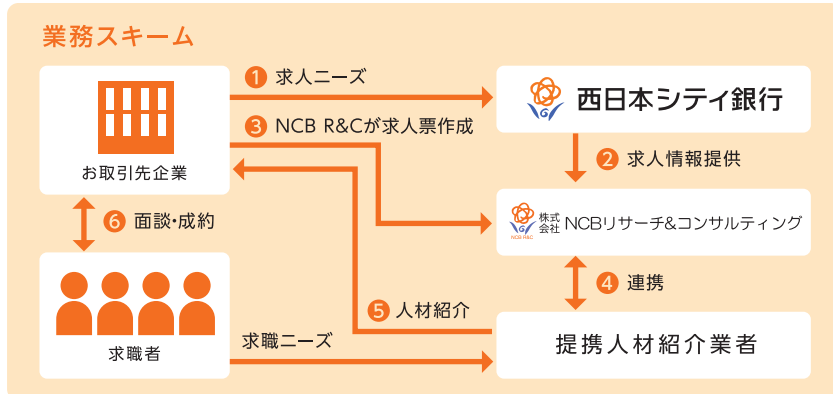 業務スキーム
お取引先企業
❶ 求人ニーズ
西日本シティ銀行
❸ NCB R&Cが求人票作成
❷ 求人情報提供
NCB R&C
株式会社 NCBリサーチ&コンサルティング
❻ 面談・成約
❹ 連携
❺ 人材紹介
求職者
求職ニーズ
提携人材紹介業者